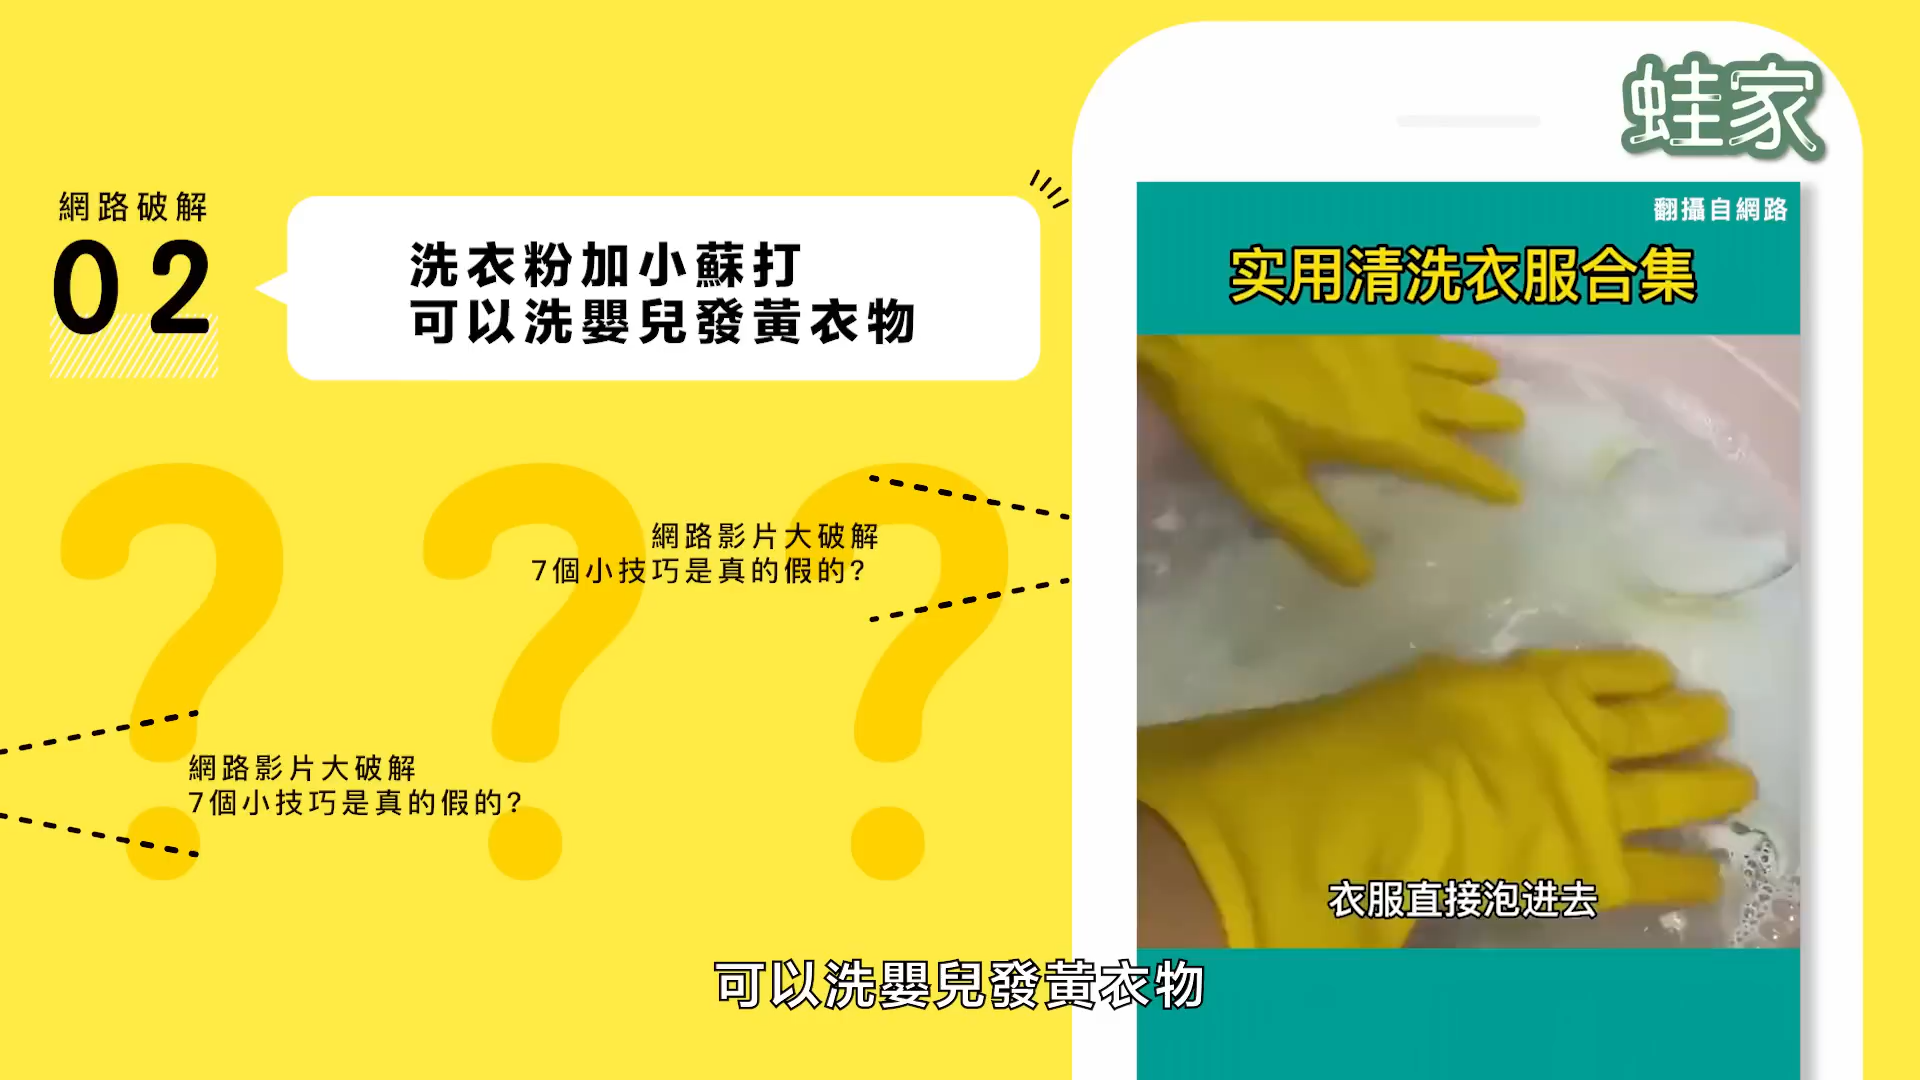 蛙家
網路破解
02
洗衣粉加小蘇打
可以洗嬰兒發黃衣物
翻攝自網路
实用清洗衣服合集
網路影片大破解
7個小技巧是真的假的?
網路影片大破解
7個小技巧是真的假的?
衣服直接泡进去
可以洗嬰兒發黃衣物